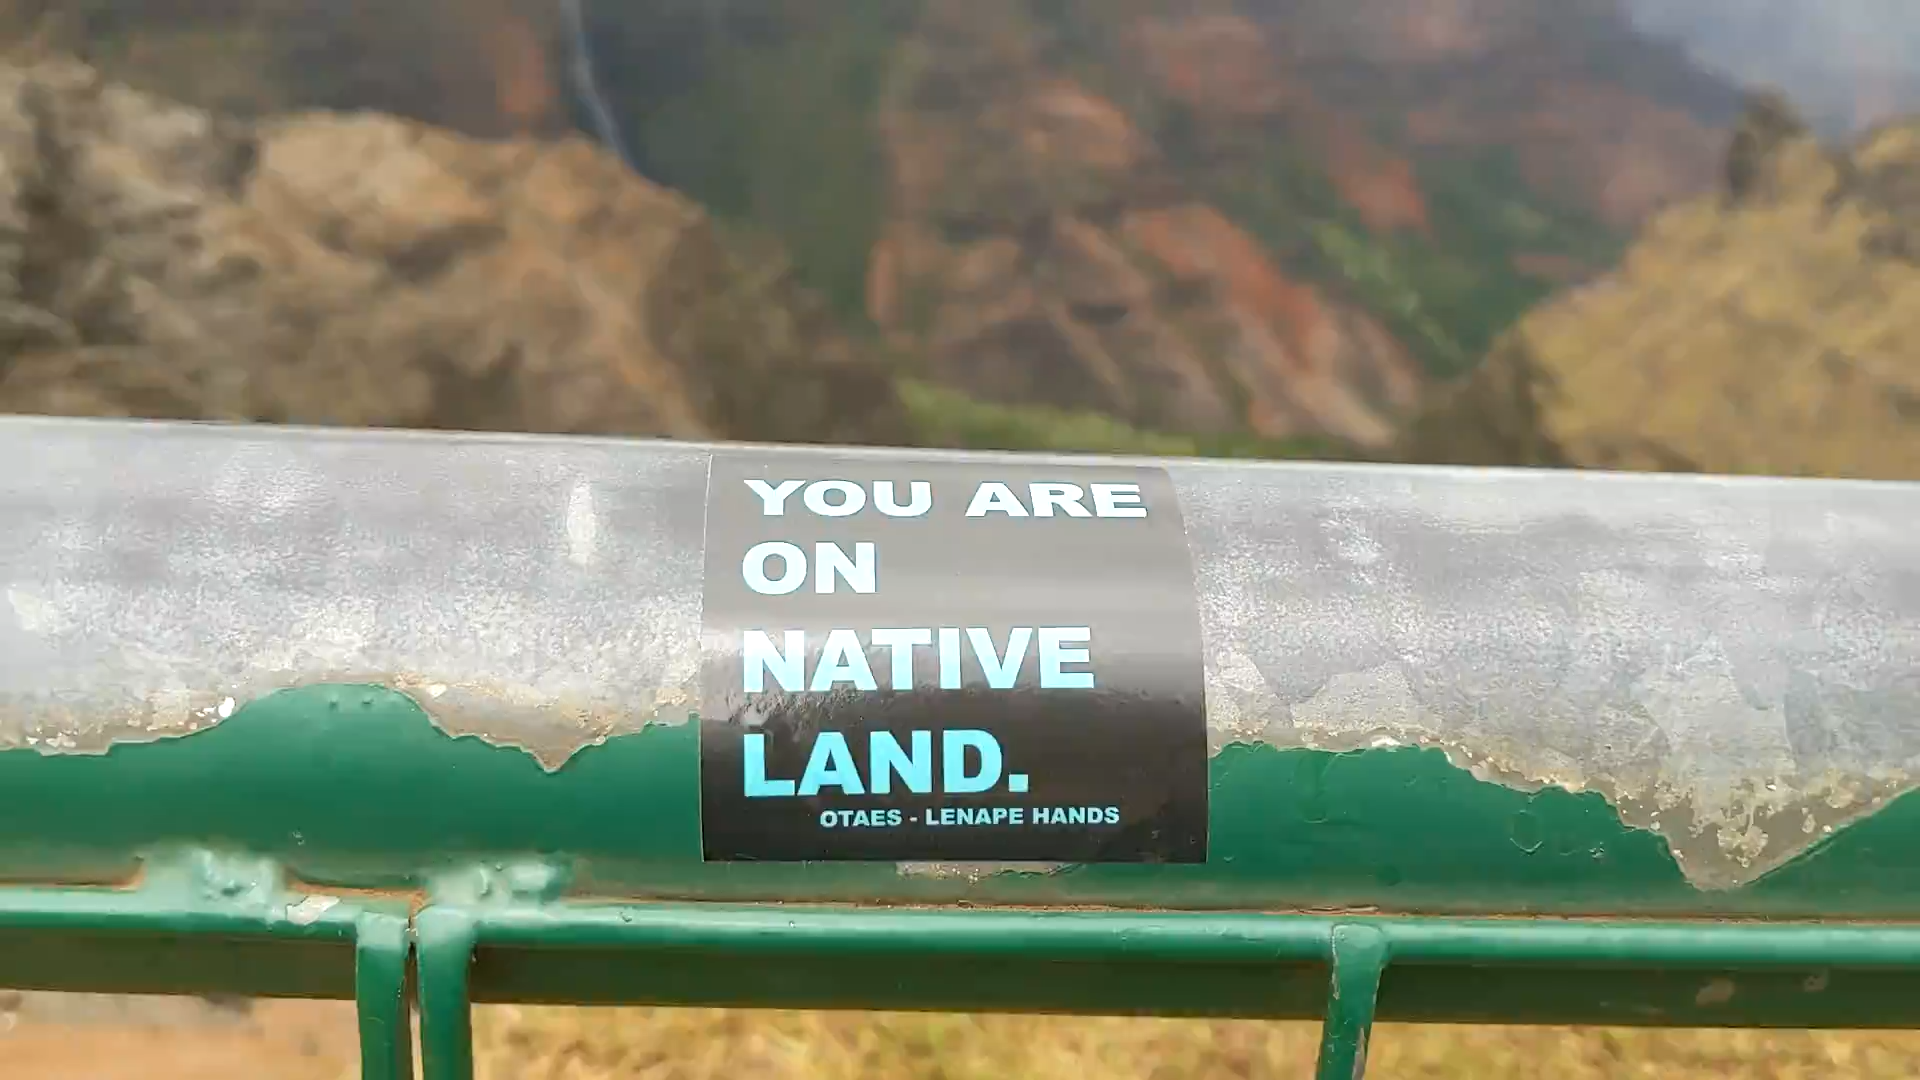 YOU ARE
ON
NATIVE
LAND.
OTAES - LENAPE HANDS